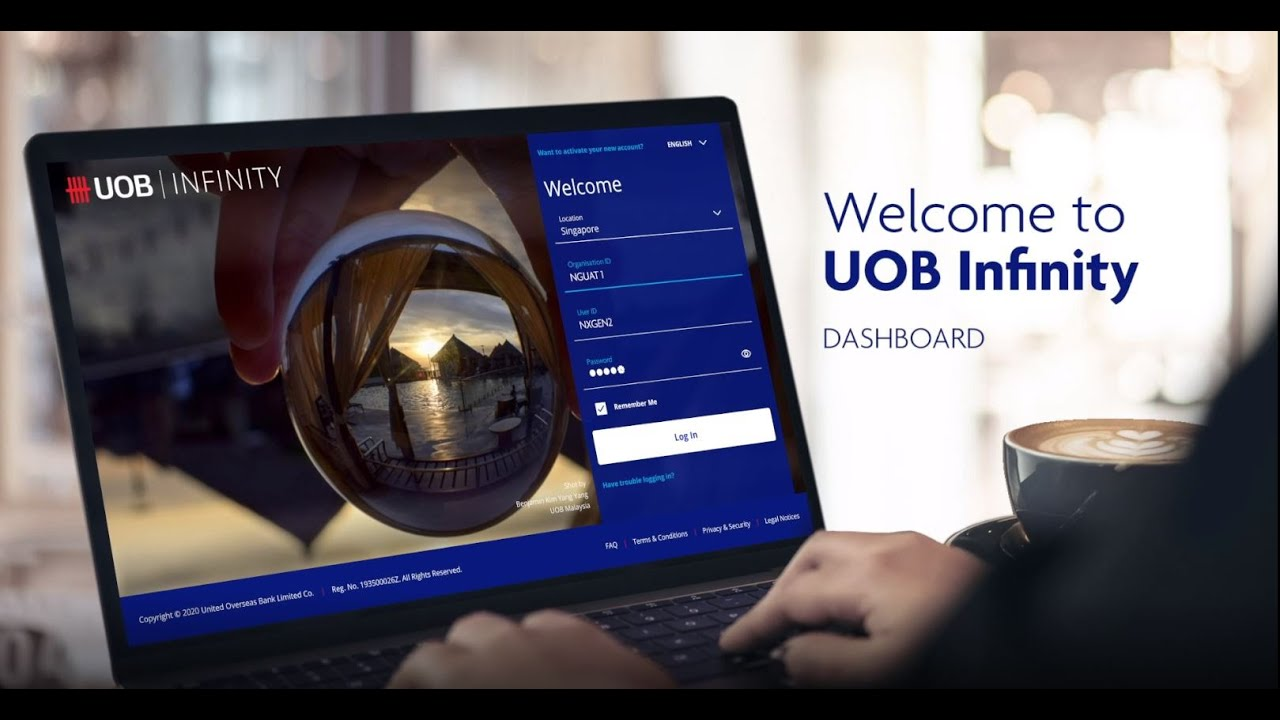 UOB | INFINITY
Want to activate your new account?
ENGLISH
Welcome
Location
Singapore
Organisation ID
NGUAT1
User ID
NXGEN2
Password
Remember Me
Log In
Have trouble logging in?
Shot by
Benjamin Kim Yang Yang,
UOB Malaysia
FAQ | Terms & Conditions | Privacy & Security | Legal Notices
Copyright © 2020 United Overseas Bank Limited Co. | Reg. No. 193500026Z. All Rights Reserved.
Welcome to
UOB Infinity
DASHBOARD